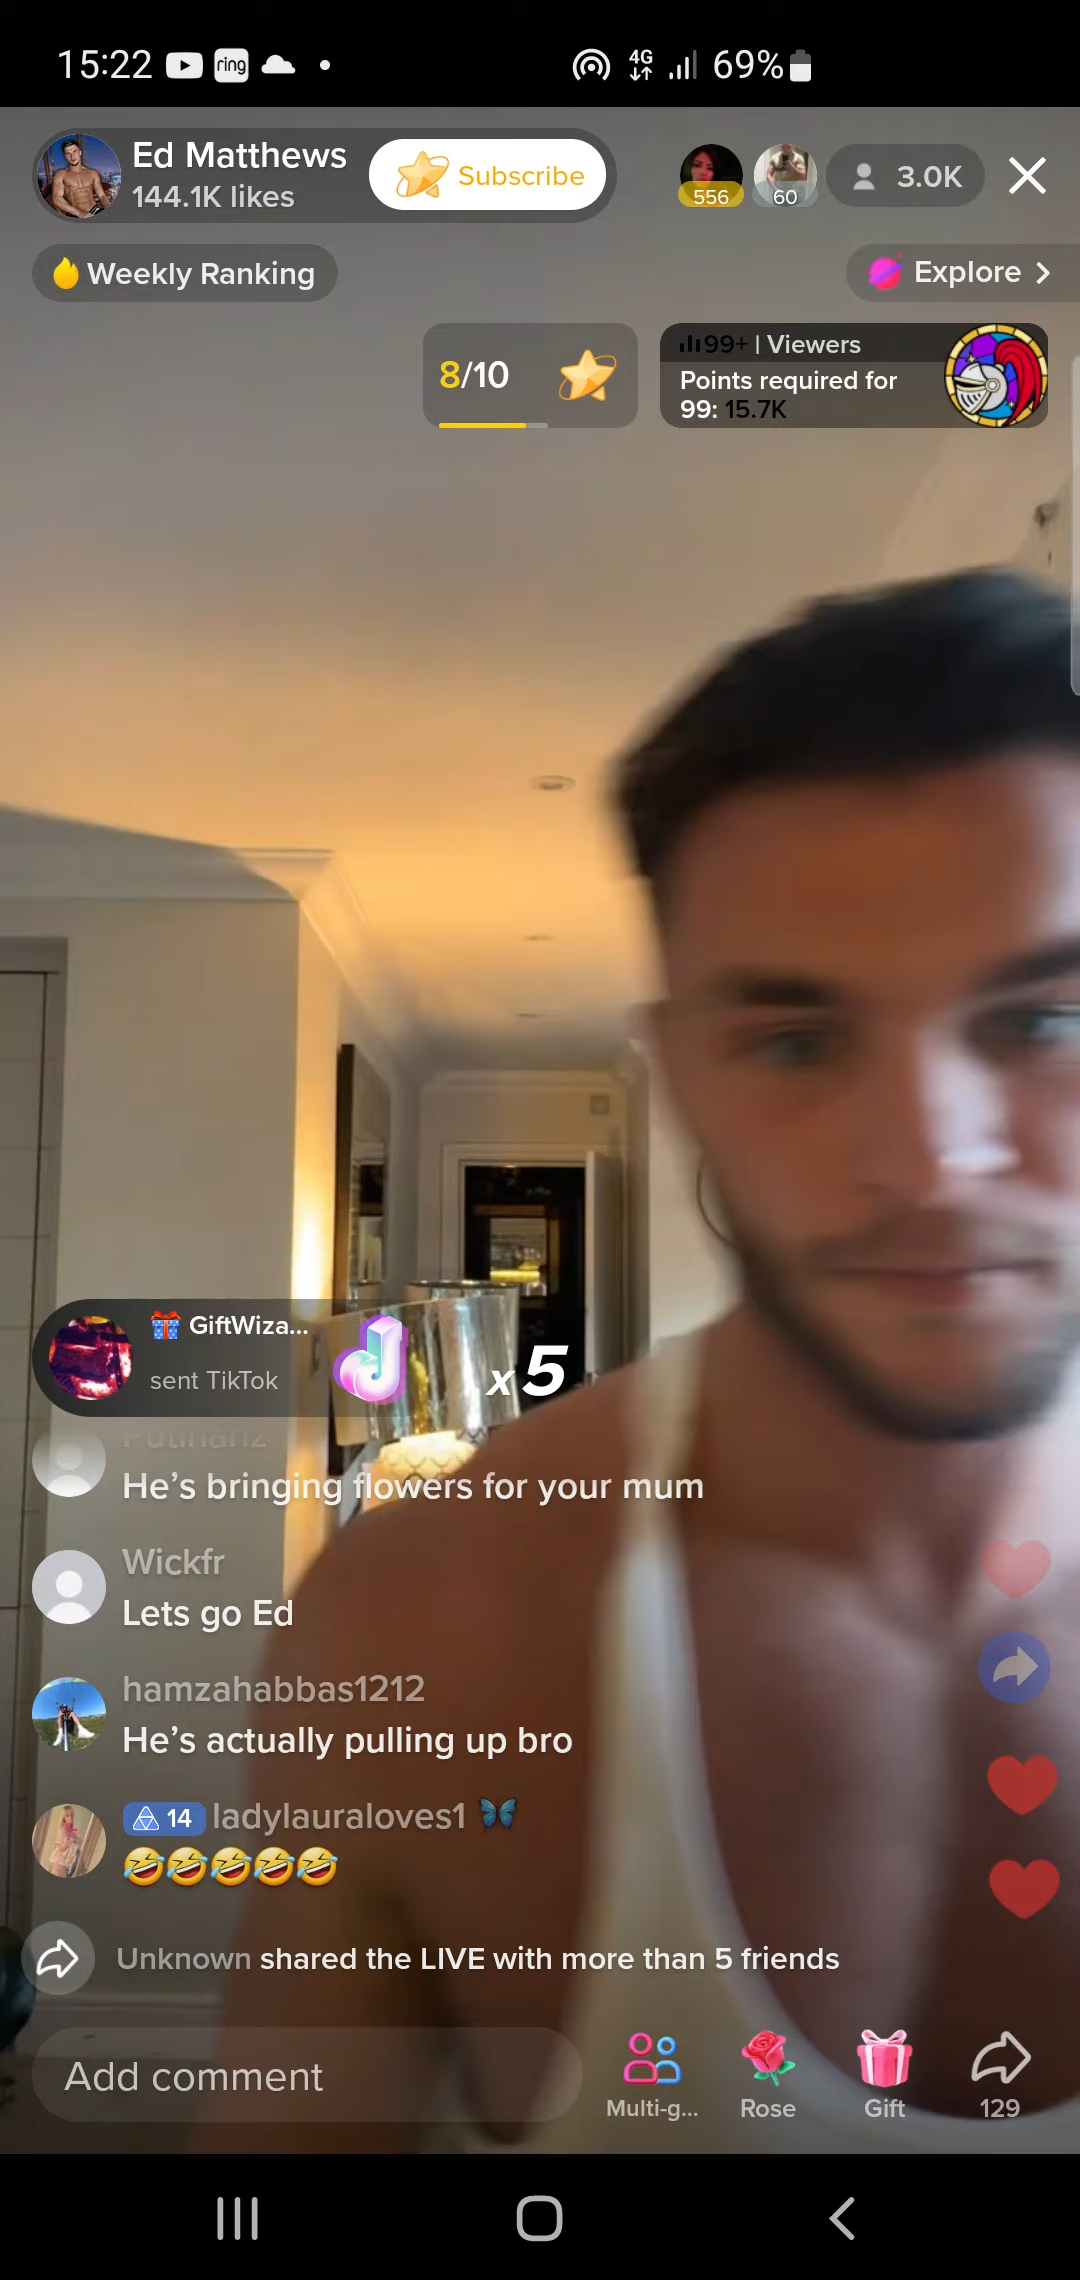 15:22 ring 4G 69%
Ed Matthews
144.1K likes
Subscribe
556
60
3.0K
Weekly Ranking
Explore
8/10
99+ | Viewers
Points required for
99: 15.7K
GiftWiza...
sent TikTok
x5
He’s bringing flowers for your mum
Wickfr
Lets go Ed
hamzahabbas1212
He’s actually pulling up bro
14 ladylauraloves1 🦋
🤣🤣🤣🤣🤣
Unknown shared the LIVE with more than 5 friends
Add comment
Multi-g...
Rose
Gift
129